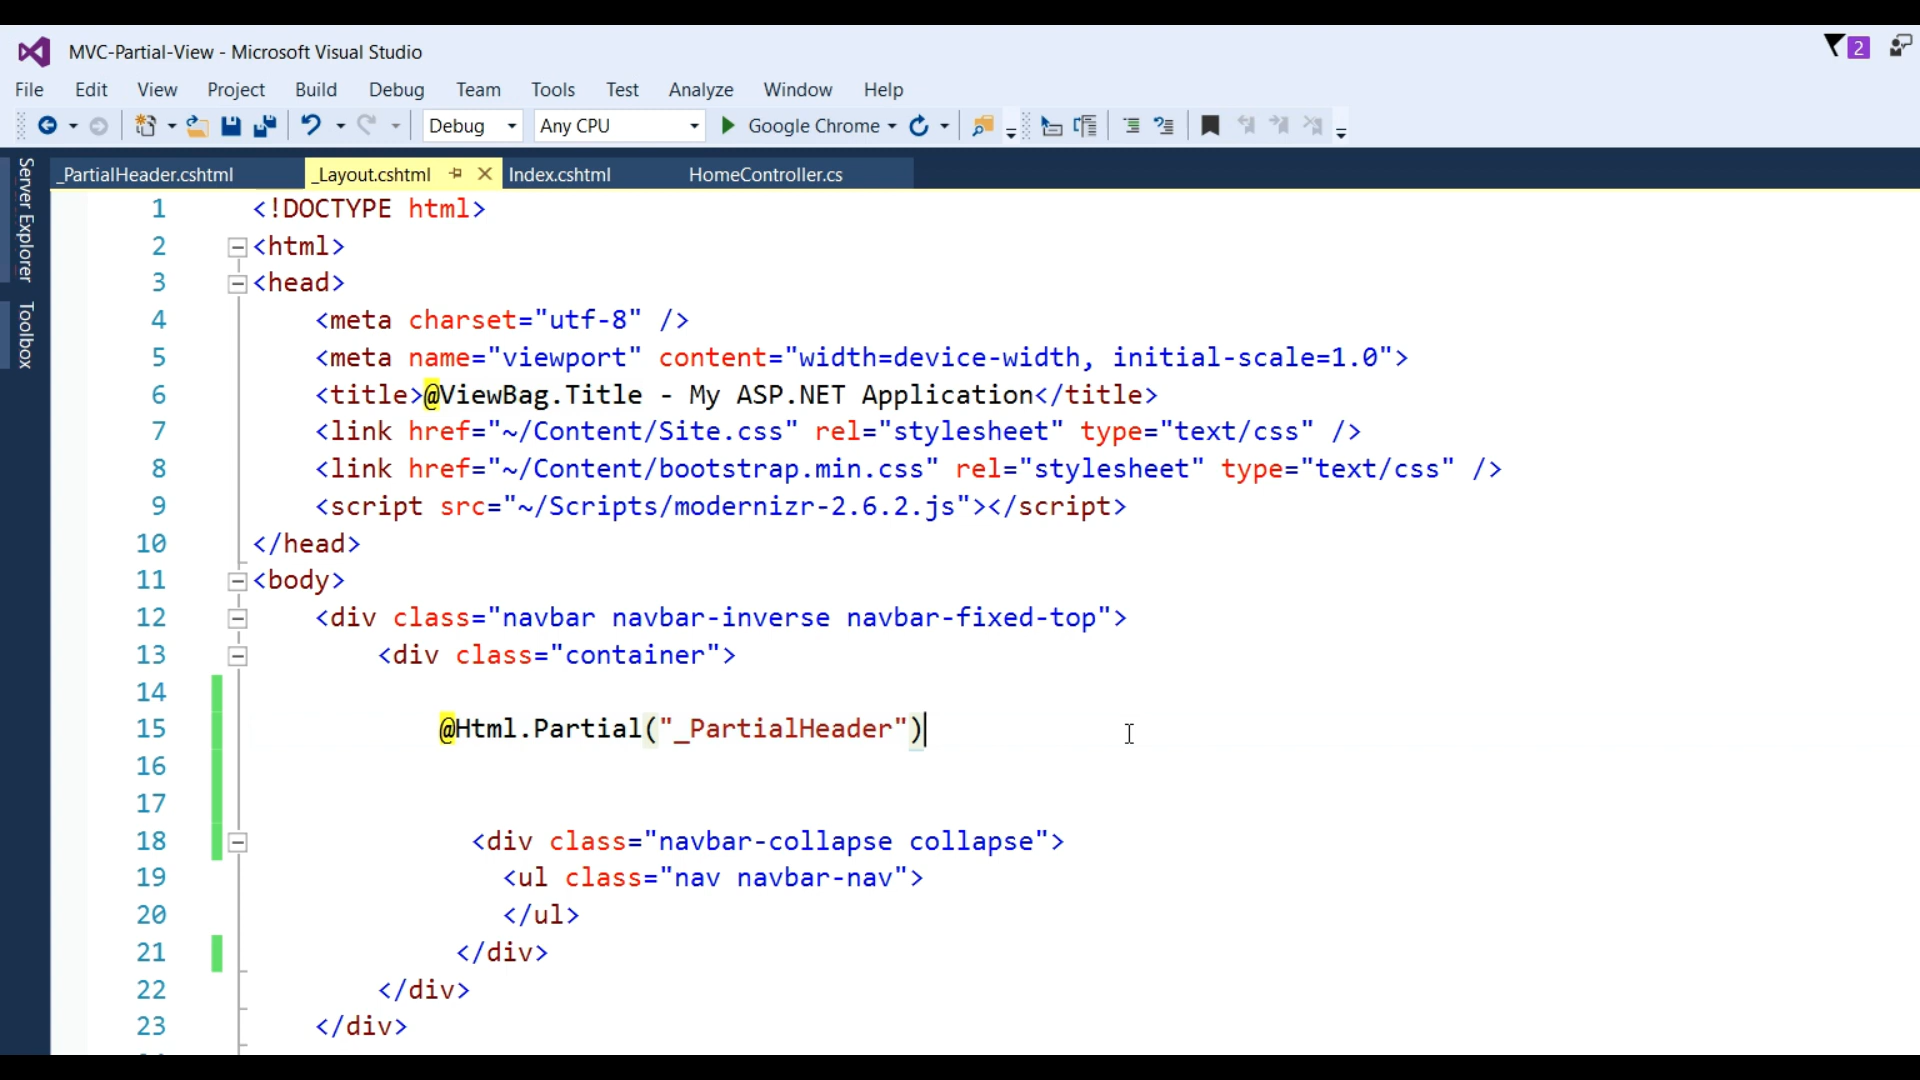 MVC-Partial-View - Microsoft Visual Studio
2
File Edit View Project Build Debug Team Tools Test Analyze Window Help
Debug Any CPU Google Chrome
Server Explorer
Toolbox
_PartialHeader.cshtml _Layout.cshtml Index.cshtml HomeController.cs
1 <!DOCTYPE html>
2 <html>
3 <head>
4 <meta charset="utf-8" />
5 <meta name="viewport" content="width=device-width, initial-scale=1.0">
6 <title>@ViewBag.Title - My ASP.NET Application</title>
7 <link href="~/Content/Site.css" rel="stylesheet" type="text/css" />
8 <link href="~/Content/bootstrap.min.css" rel="stylesheet" type="text/css" />
9 <script src="~/Scripts/modernizr-2.6.2.js"></script>
10 </head>
11 <body>
12 <div class="navbar navbar-inverse navbar-fixed-top">
13 <div class="container">
14
15 @Html.Partial("_PartialHeader")
16
17
18 <div class="navbar-collapse collapse">
19 <ul class="nav navbar-nav">
20 </ul>
21 </div>
22 </div>
23 </div>